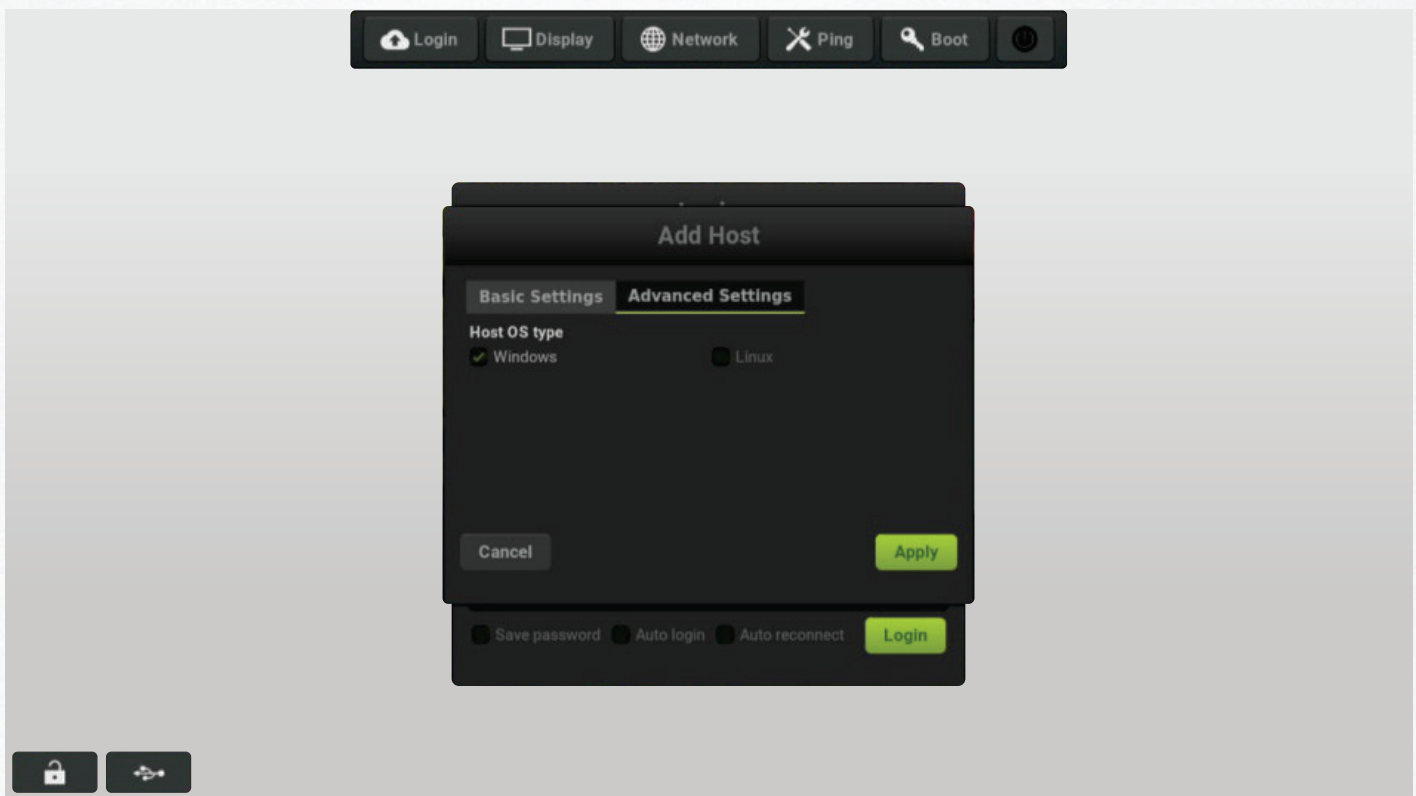 Login
Display
Network
Ping
Boot
Add Host
Basic Settings
Advanced Settings
Host OS type
Windows
Linux
Cancel
Apply
Save password
Auto login
Auto reconnect
Login